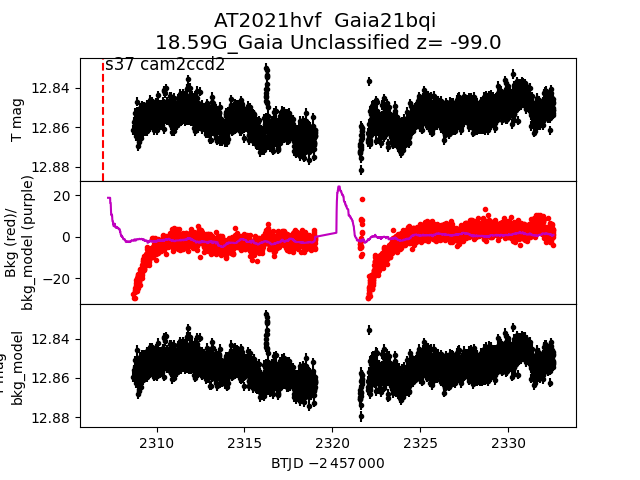 AT2021hvf  Gaia21bqi
18.59G_Gaia Unclassified z= -99.0
s37 cam2ccd2
T mag
12.84
12.86
12.88
Bkg (red)/
bkg_model (purple)
20
0
−20
mag
bkg_model
12.84
12.86
12.88
2310
2315
2320
2325
2330
BTJD −2 457 000